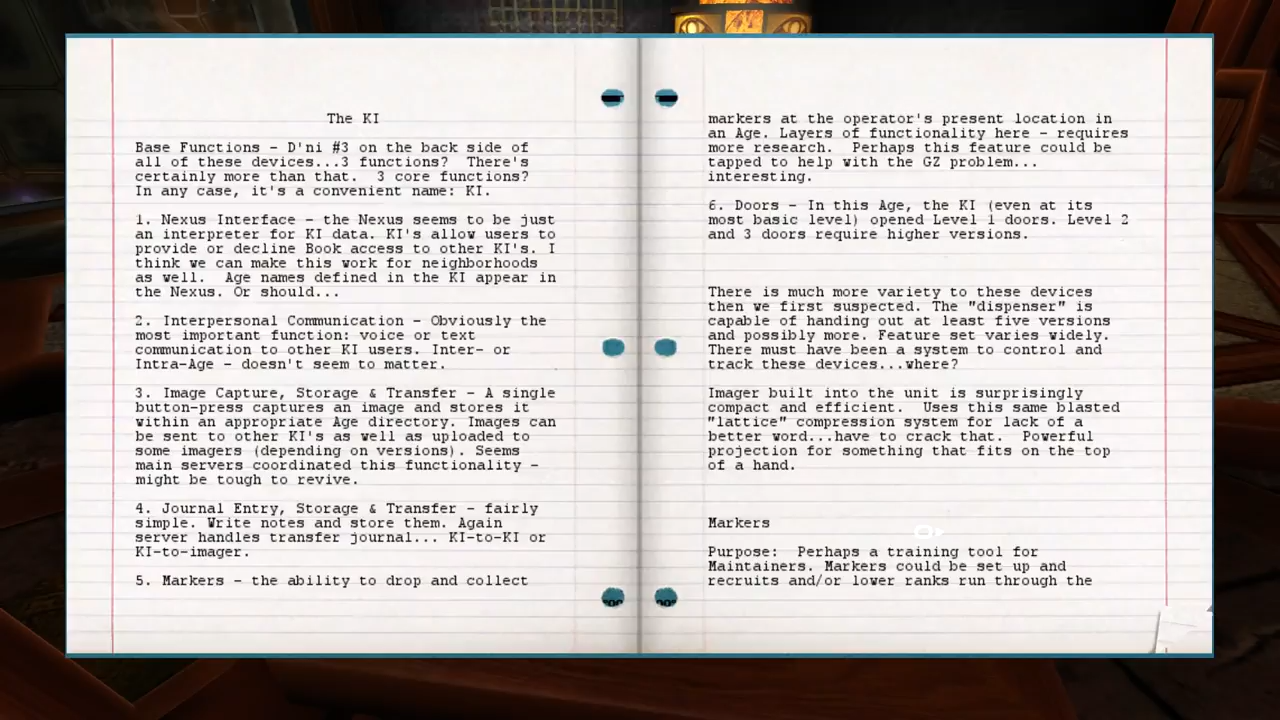 The KI
Base Functions - D'ni #3 on the back side of
all of these devices...3 functions?  There's
certainly more than that.  3 core functions?
In any case, it's a convenient name: KI.
1. Nexus Interface - the Nexus seems to be just
an interpreter for KI data. KI's allow users to
provide or decline Book access to other KI's. I
think we can make this work for neighborhoods
as well.  Age names defined in the KI appear in
the Nexus. Or should...
2. Interpersonal Communication - Obviously the
most important function: voice or text
communication to other KI users. Inter- or
Intra-Age - doesn't seem to matter.
3. Image Capture, Storage & Transfer - A single
button-press captures an image and stores it
within an appropriate Age directory. Images can
be sent to other KI's as well as uploaded to
some imagers (depending on versions). Seems
main servers coordinated this functionality -
might be tough to revive.
4. Journal Entry, Storage & Transfer - fairly
simple. Write notes and store them. Again
server handles transfer journal... KI-to-KI or
KI-to-imager.
5. Markers - the ability to drop and collect
markers at the operator's present location in
an Age. Layers of functionality here - requires
more research.  Perhaps this feature could be
tapped to help with the GZ problem...
interesting.
6. Doors - In this Age, the KI (even at its
most basic level) opened Level 1 doors. Level 2
and 3 doors require higher versions.
There is much more variety to these devices
then we first suspected. The "dispenser" is
capable of handing out at least five versions
and possibly more. Feature set varies widely.
There must have been a system to control and
track these devices...where?
Imager built into the unit is surprisingly
compact and efficient.  Uses this same blasted
"lattice" compression system for lack of a
better word...have to crack that.  Powerful
projection for something that fits on the top
of a hand.
Markers
Purpose:  Perhaps a training tool for
Maintainers. Markers could be set up and
recruits and/or lower ranks run through the